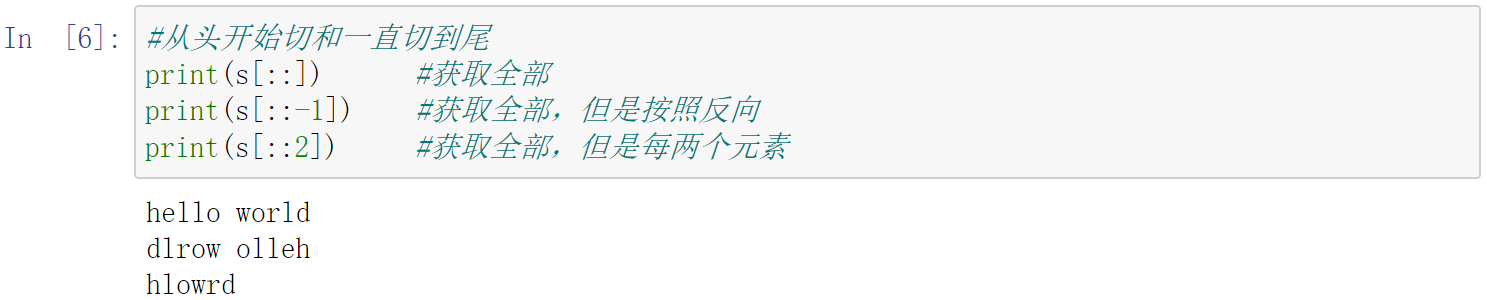 In [6]: #从头开始切和一直切到尾
print(s[::]) #获取全部
print(s[::-1]) #获取全部，但是按照反向
print(s[::2]) #获取全部，但是每两个元素
hello world
dlrow olleh
hlowrd